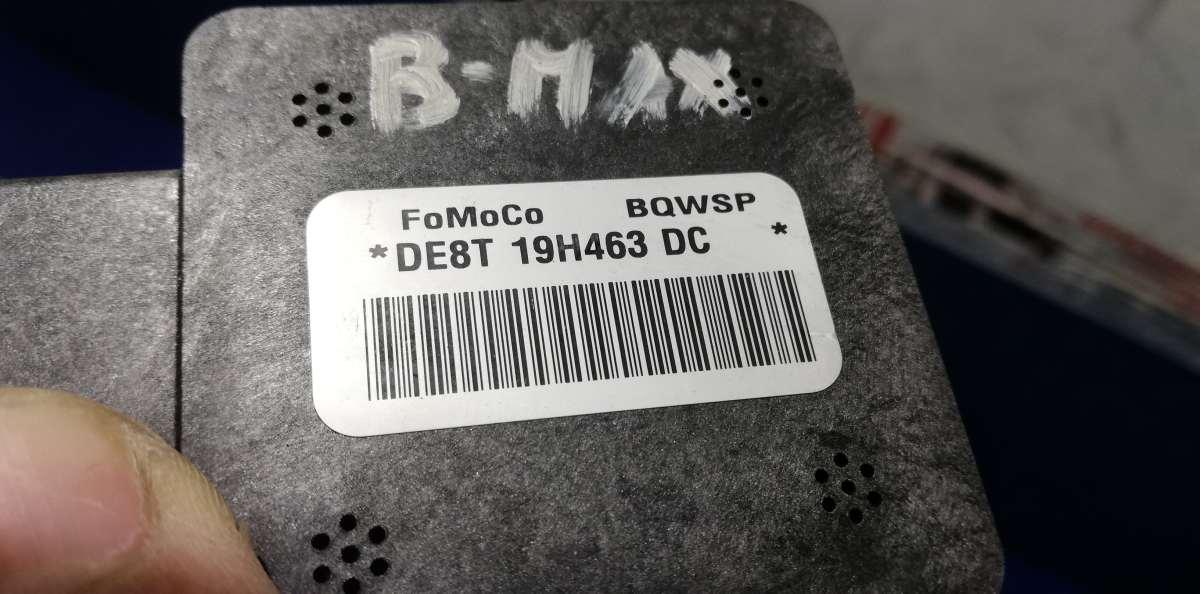 B-MAX
FoMoCo BQWSP
*DE8T 19H463 DC *